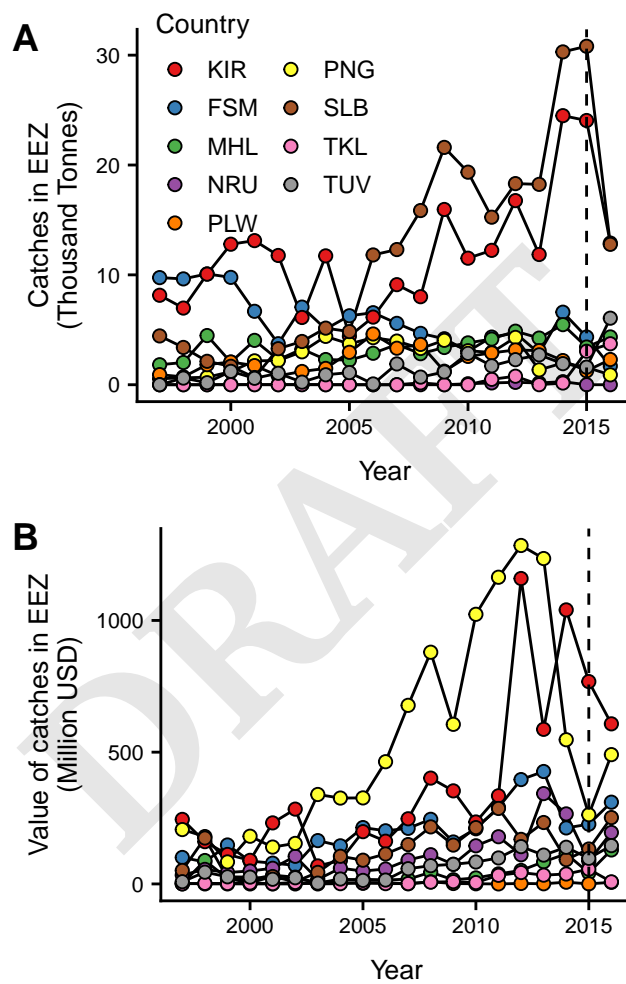 A
Country
KIR
PNG
FSM
SLB
MHL
TKL
NRU
TUV
PLW
Catches in EEZ
(Thousand Tonnes)
30
20
10
0
2000 2005 2010 2015
Year
B
Value of catches in EEZ
(Million USD)
1000
500
0
2000 2005 2010 2015
Year
DRAFT